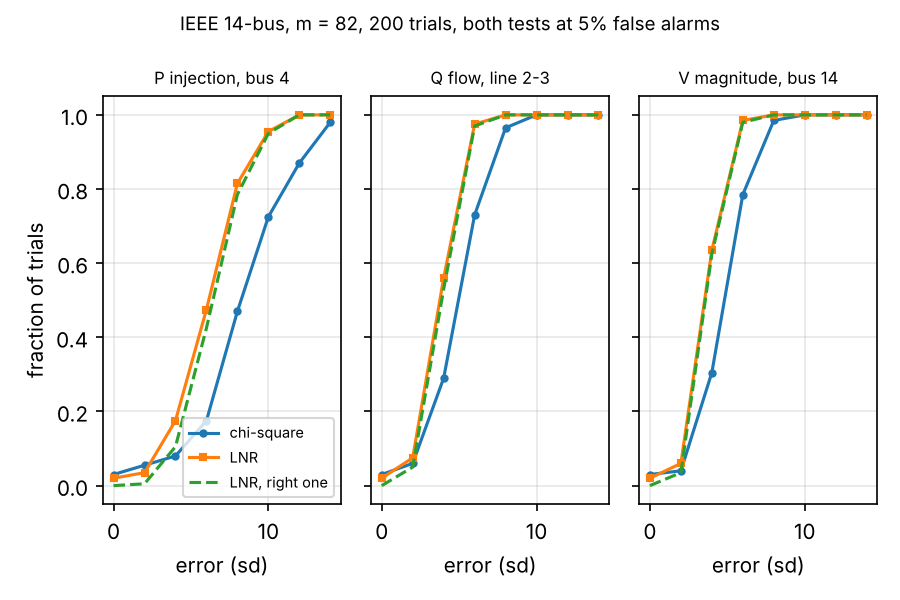 IEEE 14-bus, m = 82, 200 trials, both tests at 5% false alarms
P injection, bus 4
Q flow, line 2-3
V magnitude, bus 14
fraction of trials
1.0
0.8
0.6
0.4
0.2
0.0
chi-square
LNR
LNR, right one
0 10
0 10
0 10
error (sd)
error (sd)
error (sd)